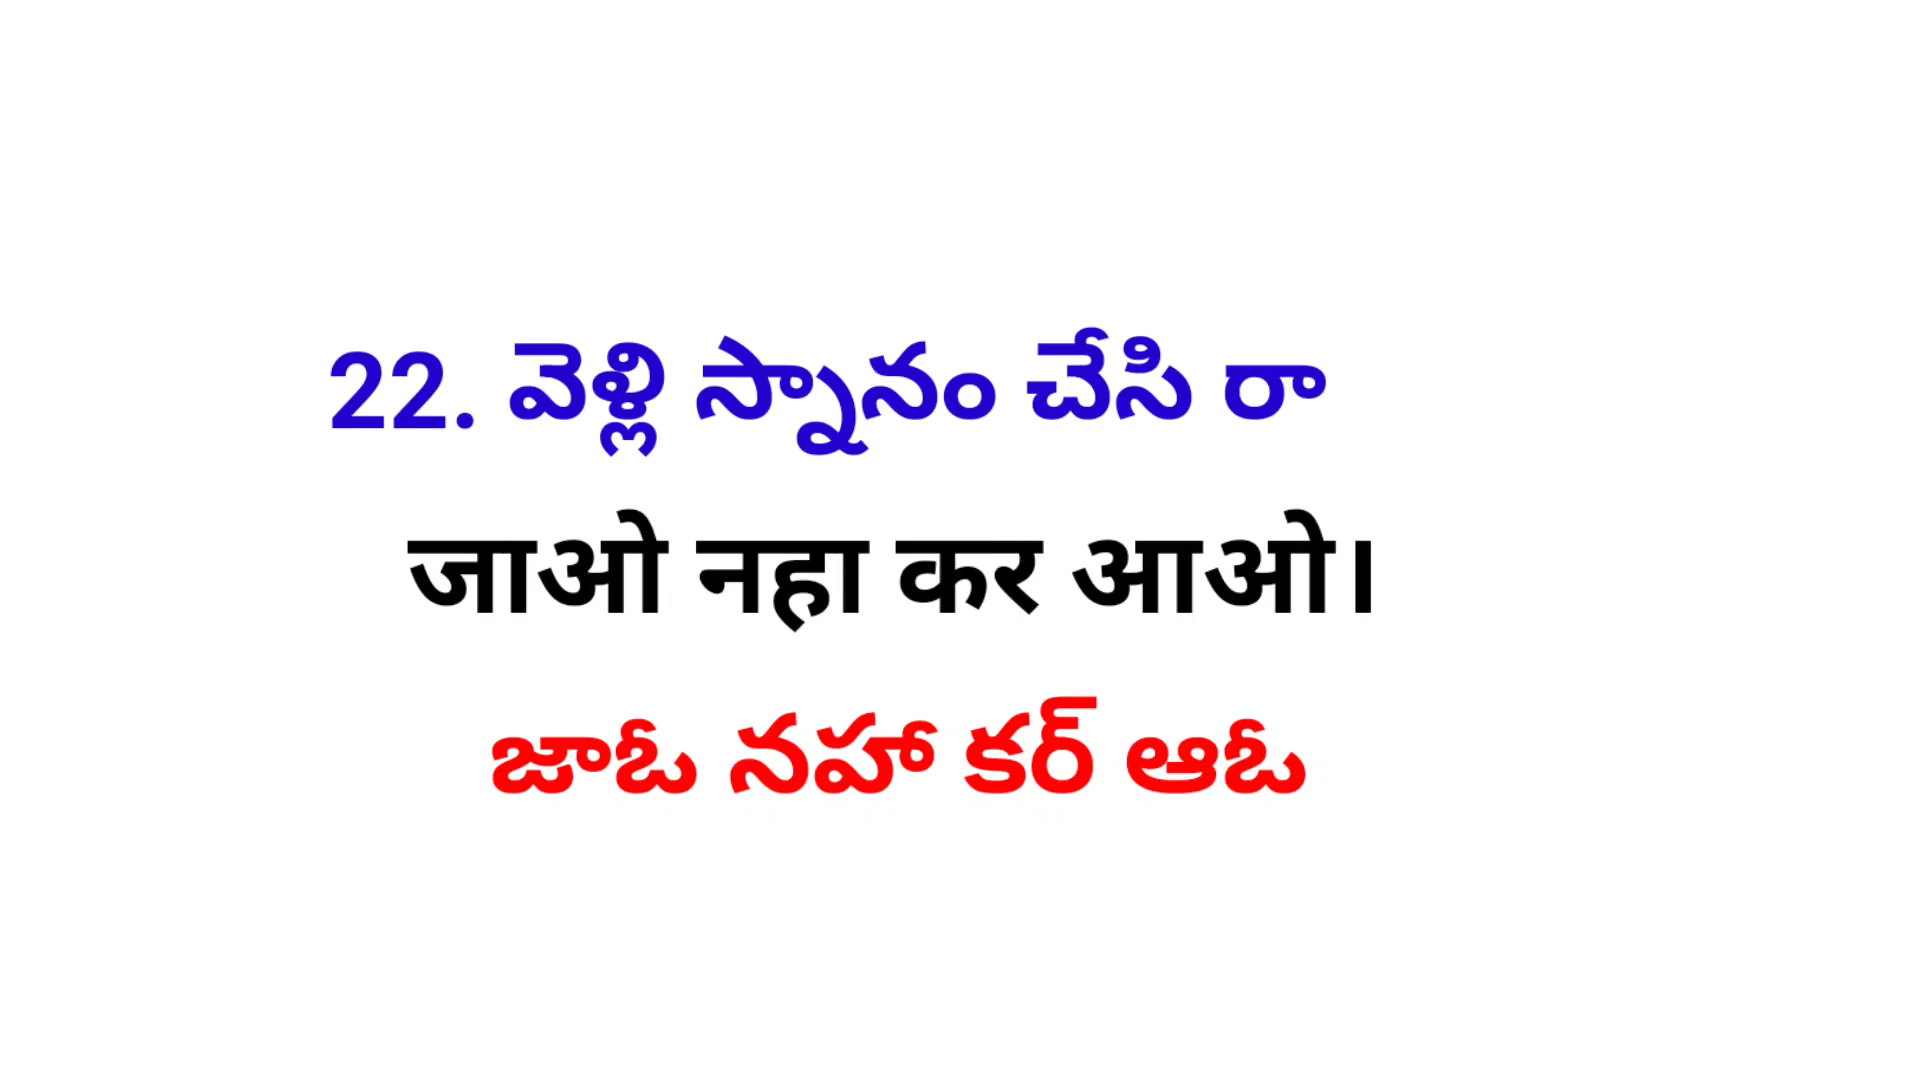 22. వెళ్లి స్నానం చేసి రా
जाओ नहा कर आओ।
జాఓ నహా కర్ ఆఓ